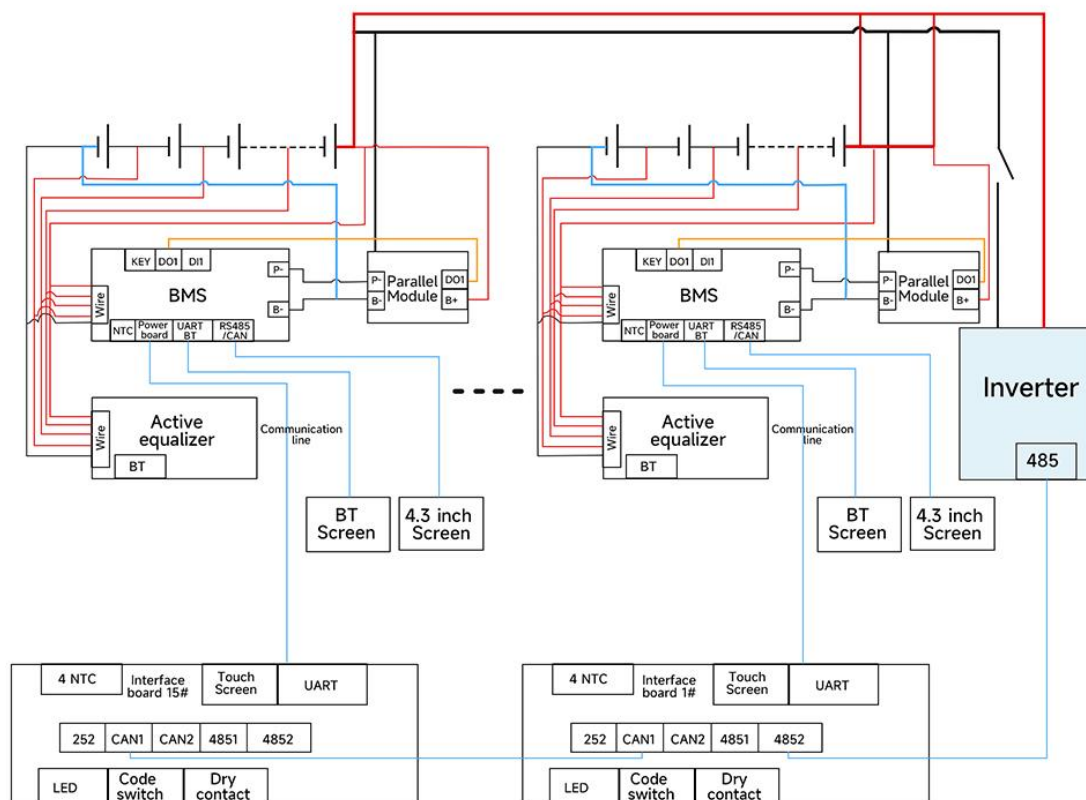 KEY DO1 DI1
P-
BMS
B-
Wire
NTC
Power
board
UART
BT
RS485
/CAN
P-
B-
Parallel
Module
DO1
B+
KEY DO1 DI1
P-
BMS
B-
Wire
NTC
Power
board
UART
BT
RS485
/CAN
P-
B-
Parallel
Module
DO1
B+
Inverter
485
Wire
Active
equalizer
BT
Communication
line
Wire
Active
equalizer
BT
Communication
line
BT
Screen
4.3 inch
Screen
BT
Screen
4.3 inch
Screen
4 NTC
Interface
board 15#
Touch
Screen
UART
252 CAN1 CAN2 4851 4852
LED
Code
switch
Dry
contact
4 NTC
Interface
board 1#
Touch
Screen
UART
252 CAN1 CAN2 4851 4852
LED
Code
switch
Dry
contact